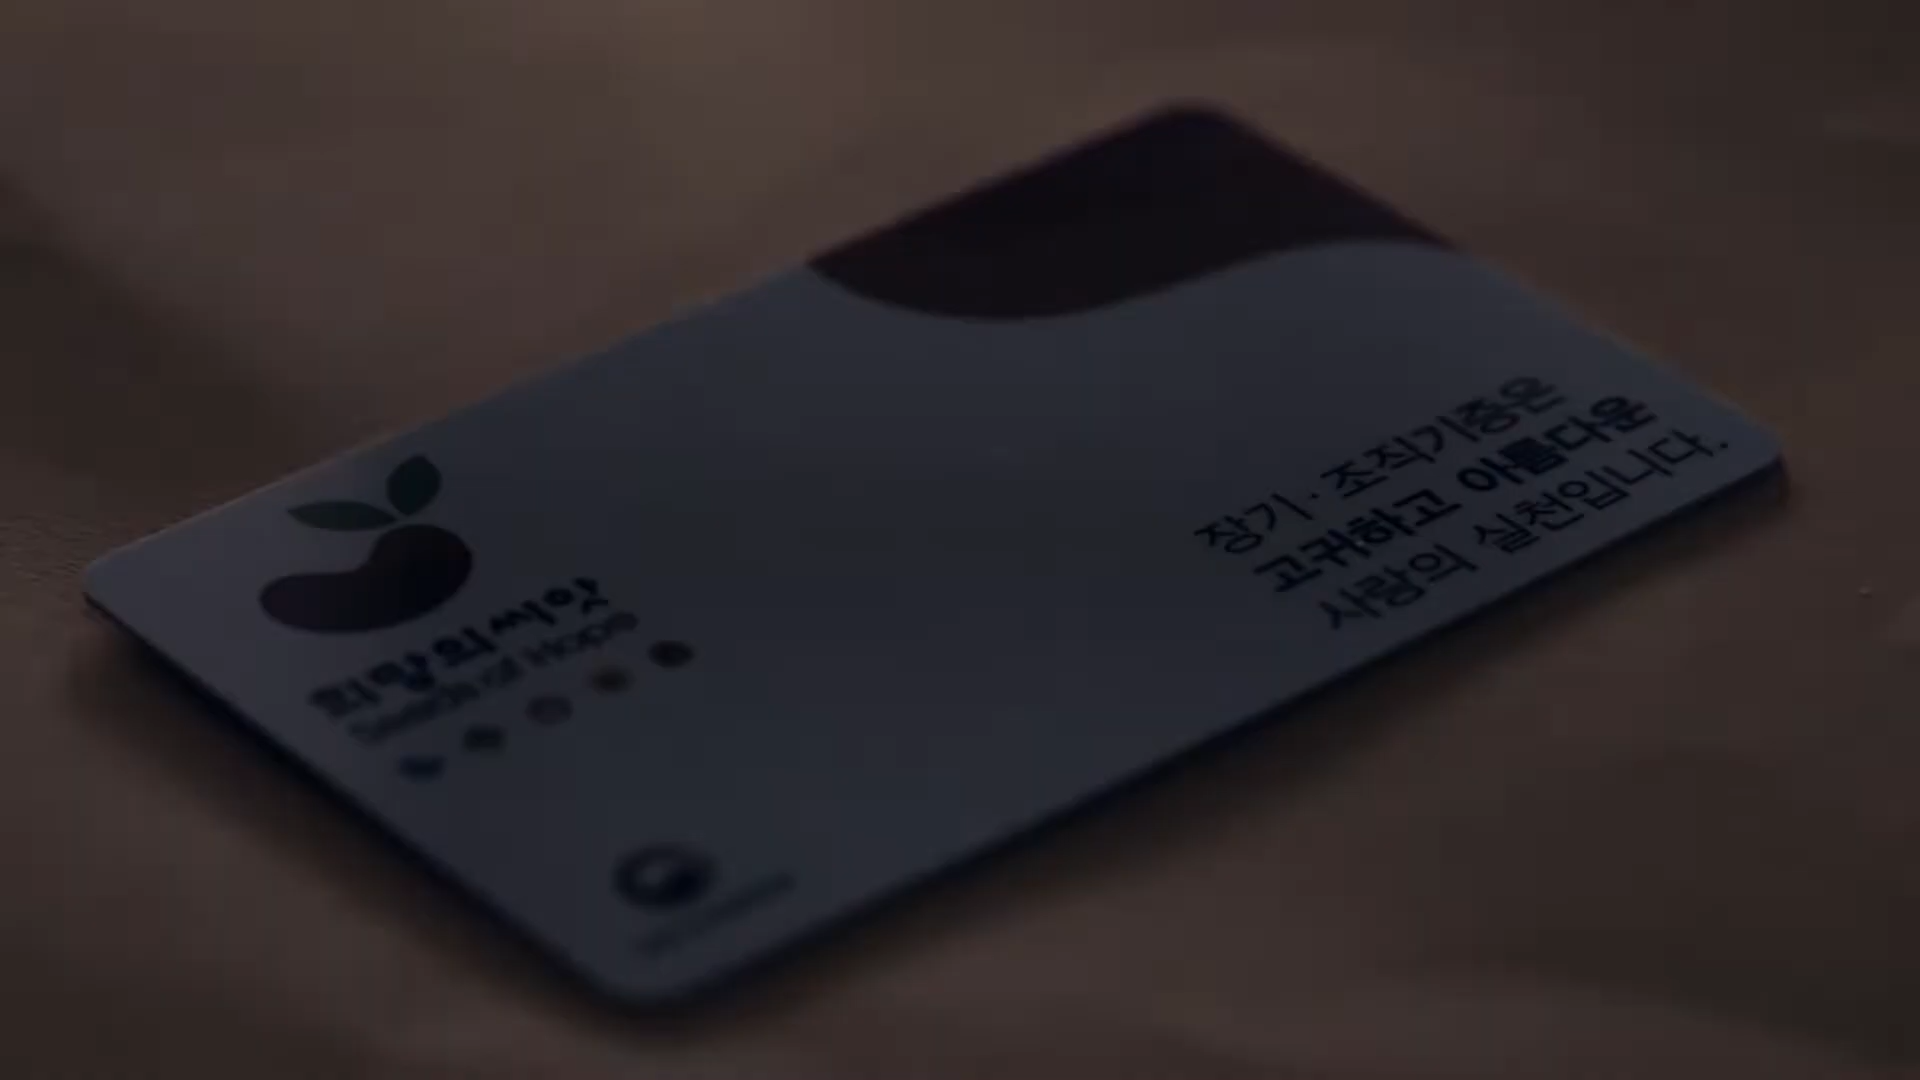 희망의씨앗
Seeds of Hope
장기·조직기증은
고귀하고 아름다운
사랑의 실천입니다.